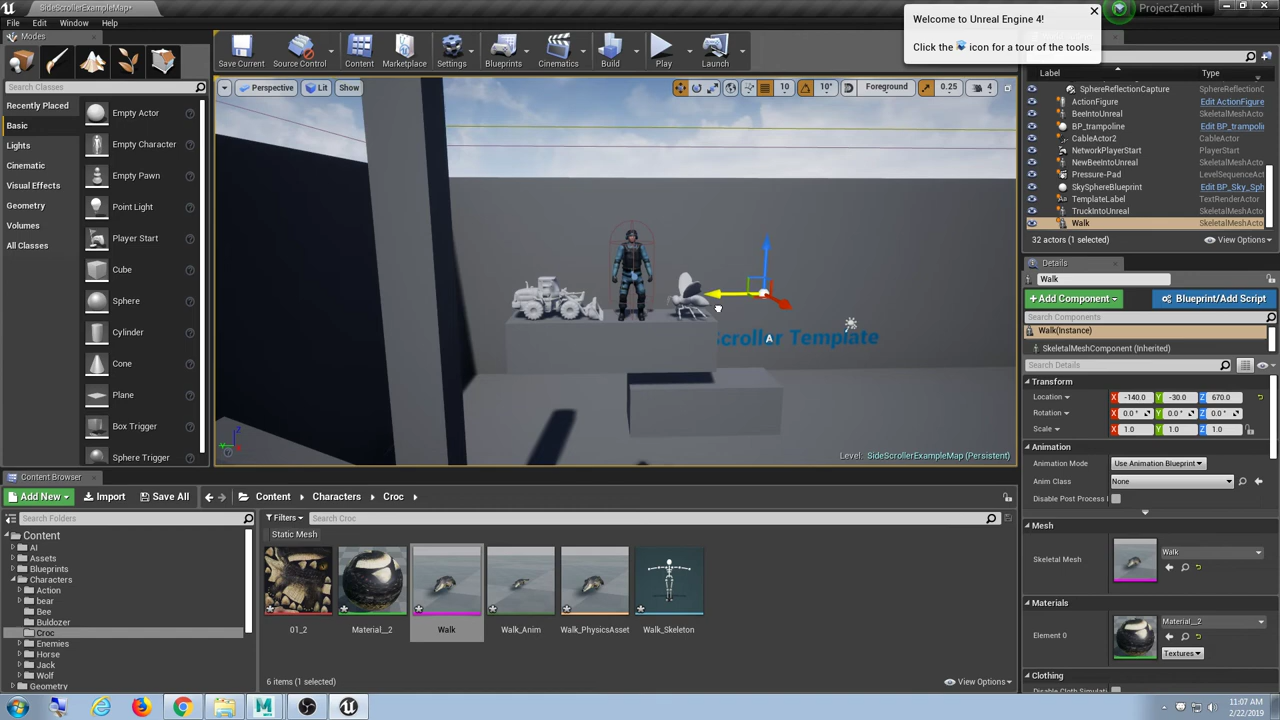 SideScrollerExampleMap*
ProjectZenith
File Edit Window Help
Welcome to Unreal Engine 4!
Click the icon for a tour of the tools.
Modes
Save Current
Source Control
Content
Marketplace
Settings
Blueprints
Cinematics
Build
Play
Launch
Search Classes
Perspective
Lit
Show
10
10°
Foreground
0.25
4
Label
Type
SphereReflectionCapture
SphereReflectionC
ActionFigure
Edit ActionFigure
BeeIntoUnreal
SkeletalMeshActo
BP_trampoline
Edit BP_trampoli
CableActor2
CableActor
NetworkPlayerStart
PlayerStart
NewBeeIntoUnreal
SkeletalMeshActo
Pressure-Pad
LevelSequenceAct
SkySphereBlueprint
Edit BP_Sky_Sph
TemplateLabel
TextRenderActor
TruckIntoUnreal
SkeletalMeshActo
Walk
SkeletalMeshActo
32 actors (1 selected)
View Options
Recently Placed
Basic
Lights
Cinematic
Visual Effects
Geometry
Volumes
All Classes
Empty Actor
Empty Character
Empty Pawn
Point Light
Player Start
Cube
Sphere
Cylinder
Cone
Plane
Box Trigger
Sphere Trigger
Scroller Template
A
Level: SideScrollerExampleMap (Persistent)
Details
Walk
+Add Component
Blueprint/Add Script
Search Components
Walk(Instance)
SkeletalMeshComponent (Inherited)
Search Details
Transform
Location X -140.0 Y -30.0 Z 670.0
Rotation X 0.0 ° Y 0.0 ° Z 0.0 °
Scale X 1.0 Y 1.0 Z 1.0
Animation
Animation Mode Use Animation Blueprint
Anim Class None
Disable Post Process
Mesh
Skeletal Mesh
Walk
Materials
Element 0
Material__2
Textures
Clothing
Content Browser
Add New
Import
Save All
Content
Characters
Croc
Search Folders
Filters
Search Croc
Static Mesh
Content
AI
Assets
Blueprints
Characters
Action
bear
Bee
Buldozer
Croc
Enemies
Horse
Jack
Wolf
Geometry
01_2
Material__2
Walk
Walk_Anim
Walk_PhysicsAsset
Walk_Skeleton
6 items (1 selected)
View Options
11:07 AM
2/22/2019